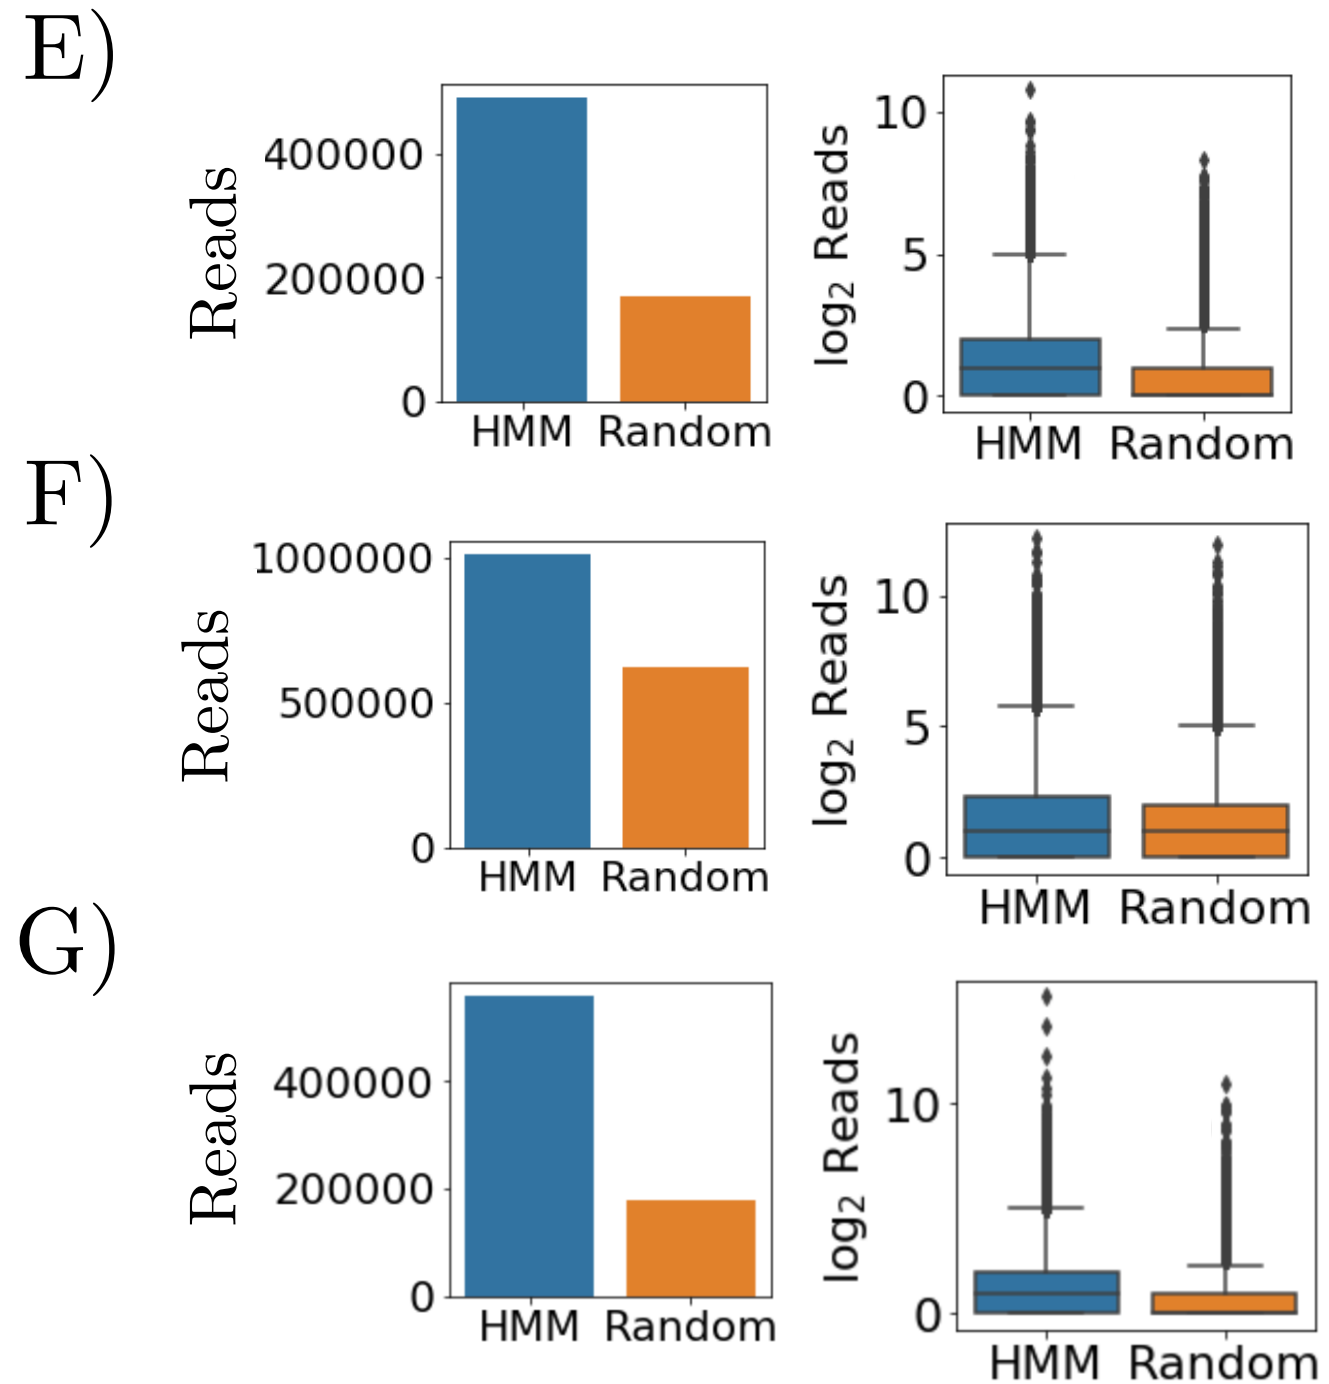 E)
Reads
400000
200000
0
HMM Random
log₂ Reads
10
5
0
HMM Random
F)
Reads
1000000
500000
0
HMM Random
log₂ Reads
10
5
0
HMM Random
G)
Reads
400000
200000
0
HMM Random
log₂ Reads
10
0
HMM Random